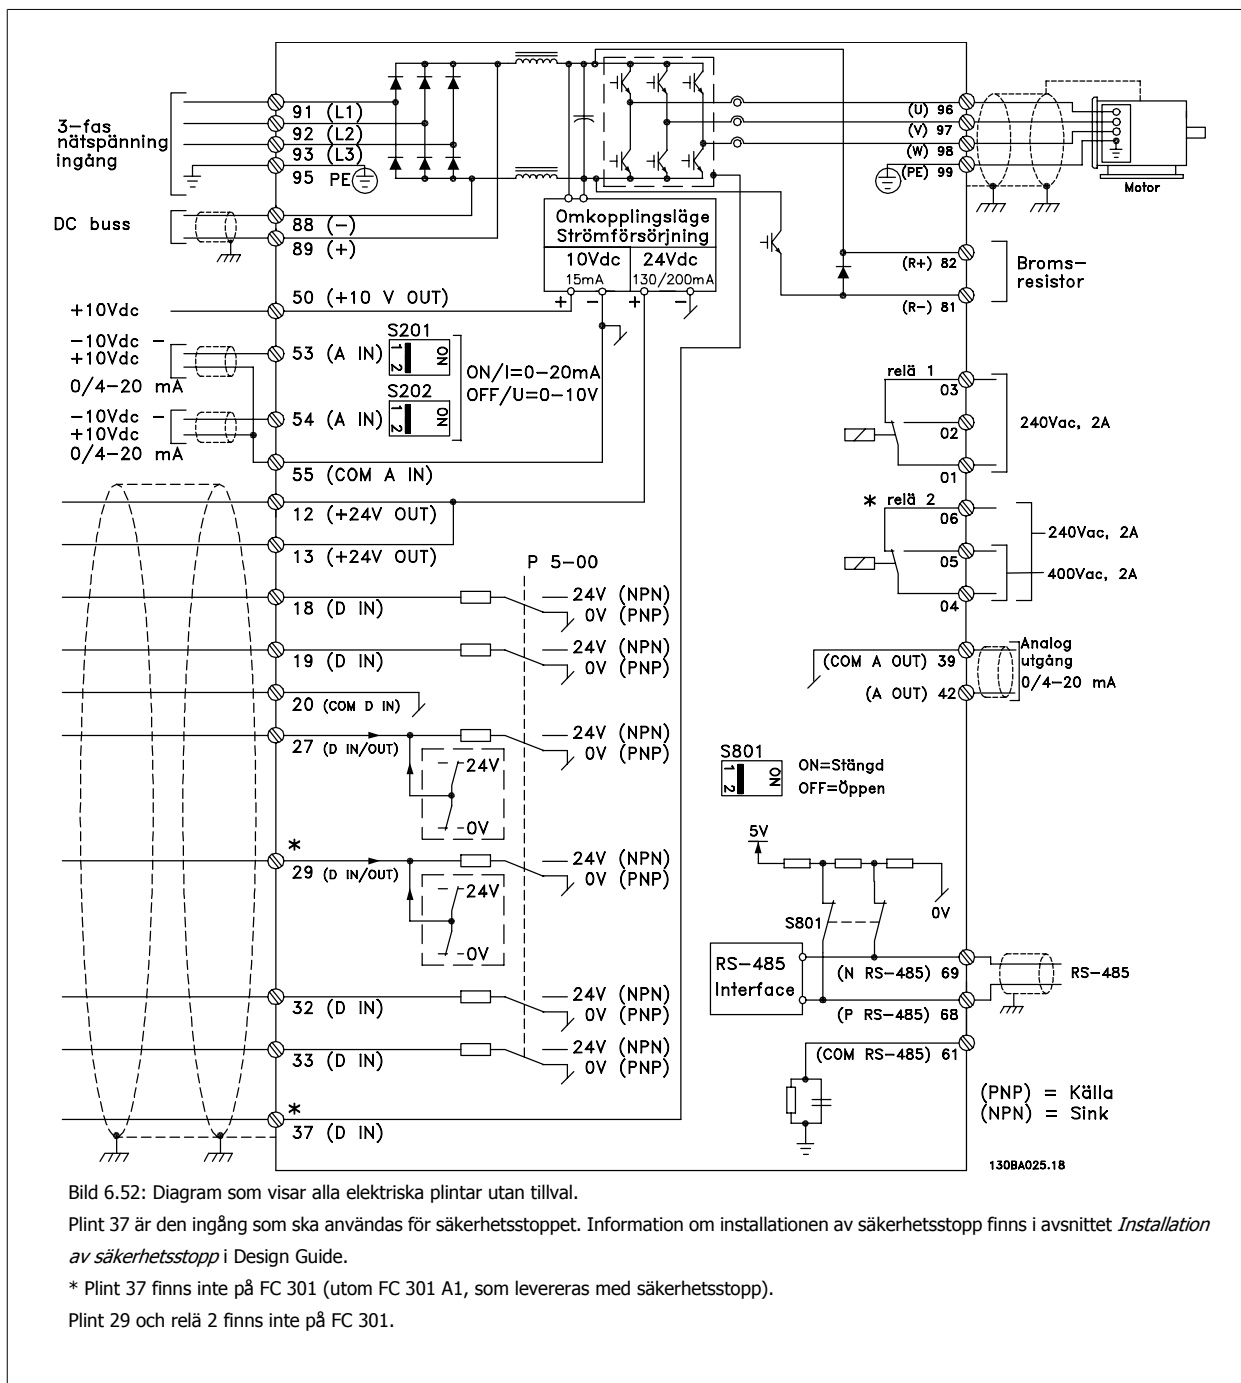 3-fas
nätspänning
ingång
91 (L1)
92 (L2)
93 (L3)
95 PE
DC buss
88 (-)
89 (+)
Omkopplingsläge
Strömförsörjning
10Vdc
15mA
24Vdc
130/200mA
+ - + -
(U) 96
(V) 97
(W) 98
(PE) 99
Motor
(R+) 82
(R-) 81
Broms-
resistor
+10Vdc
50 (+10 V OUT)
-10Vdc -
+10Vdc
0/4-20 mA
53 (A IN)
S201
1 2 ON
ON/I=0-20mA
OFF/U=0-10V
S202
1 2 ON
-10Vdc -
+10Vdc
0/4-20 mA
54 (A IN)
55 (COM A IN)
12 (+24V OUT)
13 (+24V OUT)
relä 1
03
02
01
240Vac, 2A
* relä 2
06
05
04
240Vac, 2A
400Vac, 2A
P 5-00
18 (D IN)
24V (NPN)
0V (PNP)
19 (D IN)
24V (NPN)
0V (PNP)
20 (COM D IN)
27 (D IN/OUT)
24V (NPN)
0V (PNP)
24V
0V
*
29 (D IN/OUT)
24V (NPN)
0V (PNP)
24V
0V
32 (D IN)
24V (NPN)
0V (PNP)
33 (D IN)
24V (NPN)
0V (PNP)
*
37 (D IN)
(COM A OUT) 39
(A OUT) 42
Analog
utgång
0/4-20 mA
S801
1 2 ON
ON=Stängd
OFF=Öppen
5V
S801
0V
RS-485
Interface
(N RS-485) 69
(P RS-485) 68
RS-485
(COM RS-485) 61
(PNP) = Källa
(NPN) = Sink
130BA025.18
Bild 6.52: Diagram som visar alla elektriska plintar utan tillval.
Plint 37 är den ingång som ska användas för säkerhetsstoppet. Information om installationen av säkerhetsstopp finns i avsnittet Installation
av säkerhetsstopp i Design Guide.
* Plint 37 finns inte på FC 301 (utom FC 301 A1, som levereras med säkerhetsstopp).
Plint 29 och relä 2 finns inte på FC 301.